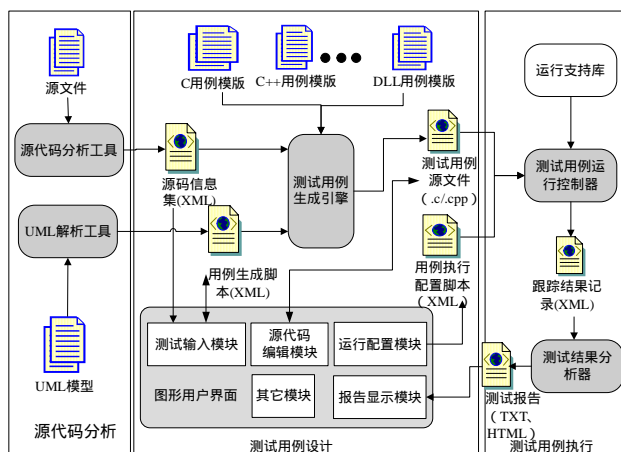 C用例模版
C++用例模版
DLL用例模版
源文件
运行支持库
源代码分析工具
源码信息
集(XML)
测试用例
生成引擎
测试用例
源文件
（.c/.cpp）
测试用例运
行控制器
UML解析工具
用例生成脚
本(XML)
用例执行
配置脚本
（XML）
跟踪结果记
录(XML)
测试输入模块
源代码
编辑模块
运行配置模块
测试结果分
析器
UML模型
图形用户界面
其它模块
报告显示模块
测试报告
（TXT、
HTML）
源代码分析
测试用例设计
测试用例执行